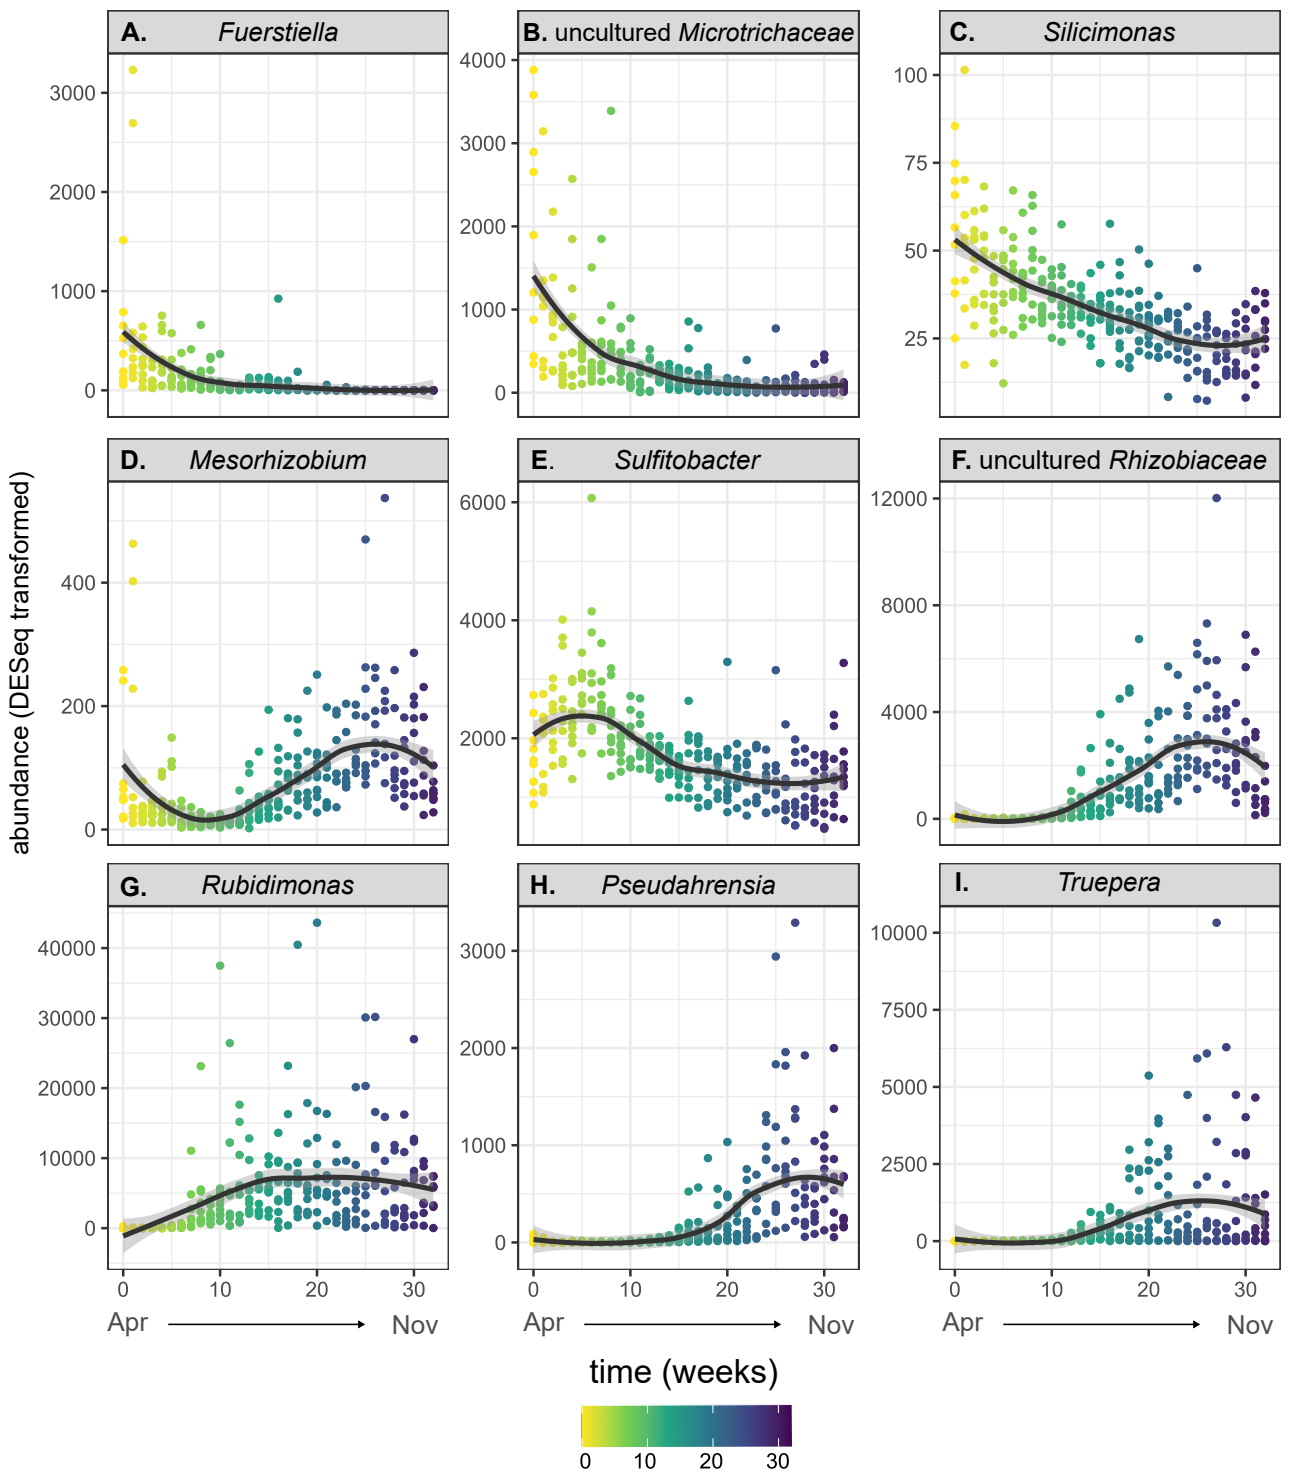 A. Fuerstiella
B. uncultured Microtrichaceae
C. Silicimonas
3000
2000
1000
0
4000
3000
2000
1000
0
100
75
50
25
D. Mesorhizobium
E. Sulfitobacter
F. uncultured Rhizobiaceae
abundance (DESeq transformed)
400
200
0
6000
4000
2000
12000
8000
4000
0
G. Rubidimonas
H. Pseudahrensia
I. Truepera
40000
30000
20000
10000
0
3000
2000
1000
0
10000
7500
5000
2500
0
0 10 20 30
0 10 20 30
0 10 20 30
Apr Nov
Apr Nov
Apr Nov
time (weeks)
0 10 20 30